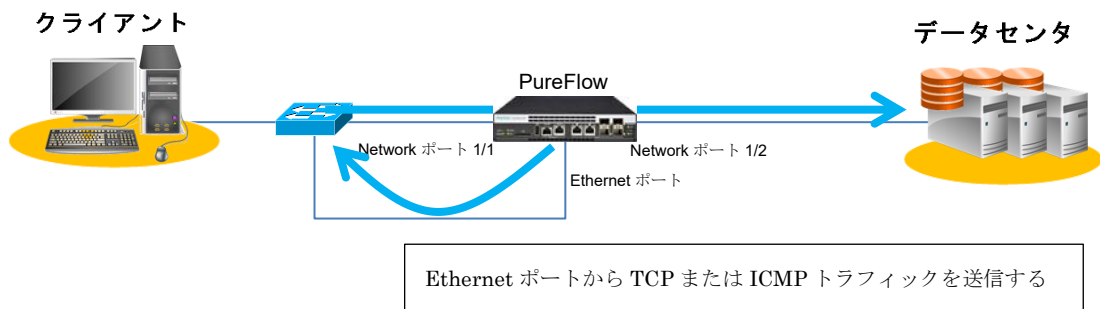 クライアント
データセンタ
PureFlow
Network ポート 1/1
Network ポート 1/2
Ethernet ポート
Ethernet ポートから TCP または ICMP トラフィックを送信する